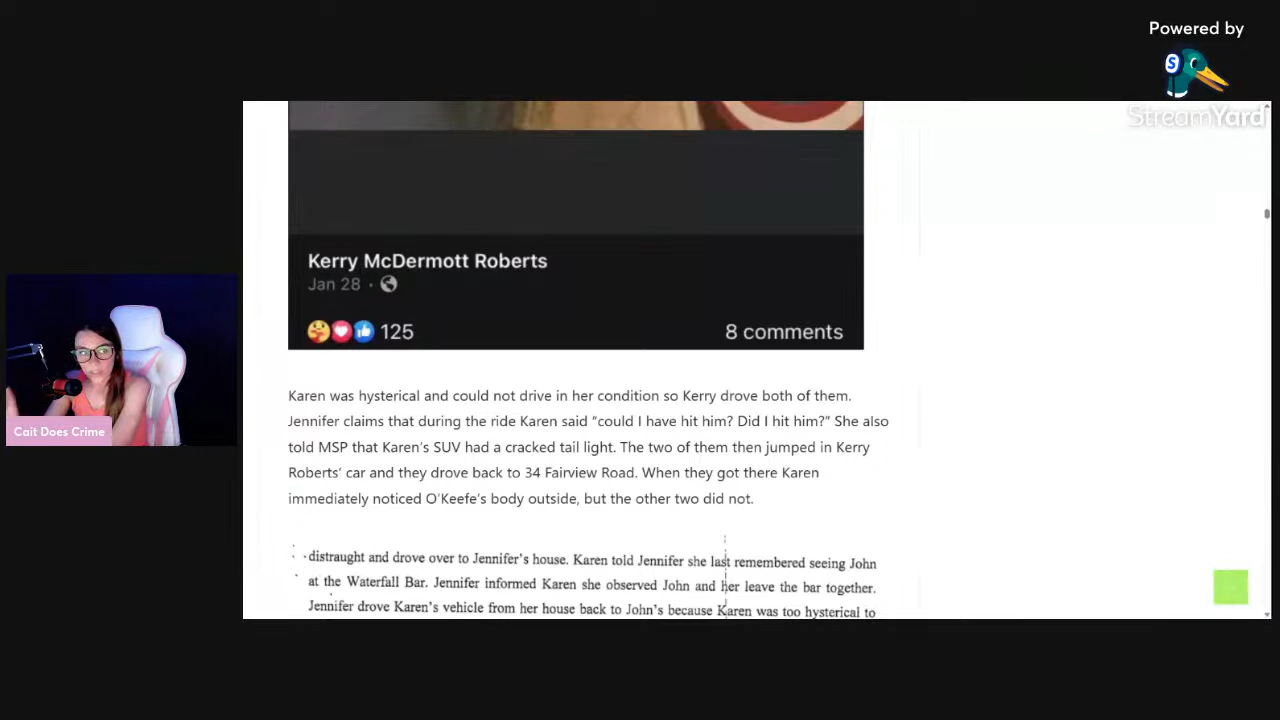 Powered by
S
StreamYard
Kerry McDermott Roberts
Jan 28 ·
125
8 comments
Karen was hysterical and could not drive in her condition so Kerry drove both of them.
Jennifer claims that during the ride Karen said “could I have hit him? Did I hit him?” She also
told MSP that Karen’s SUV had a cracked tail light. The two of them then jumped in Kerry
Roberts’ car and they drove back to 34 Fairview Road. When they got there Karen
immediately noticed O’Keefe’s body outside, but the other two did not.
distraught and drove over to Jennifer's house. Karen told Jennifer she last remembered seeing John
at the Waterfall Bar. Jennifer informed Karen she observed John and her leave the bar together.
Jennifer drove Karen's vehicle from her house back to John's because Karen was too hysterical to
Cait Does Crime